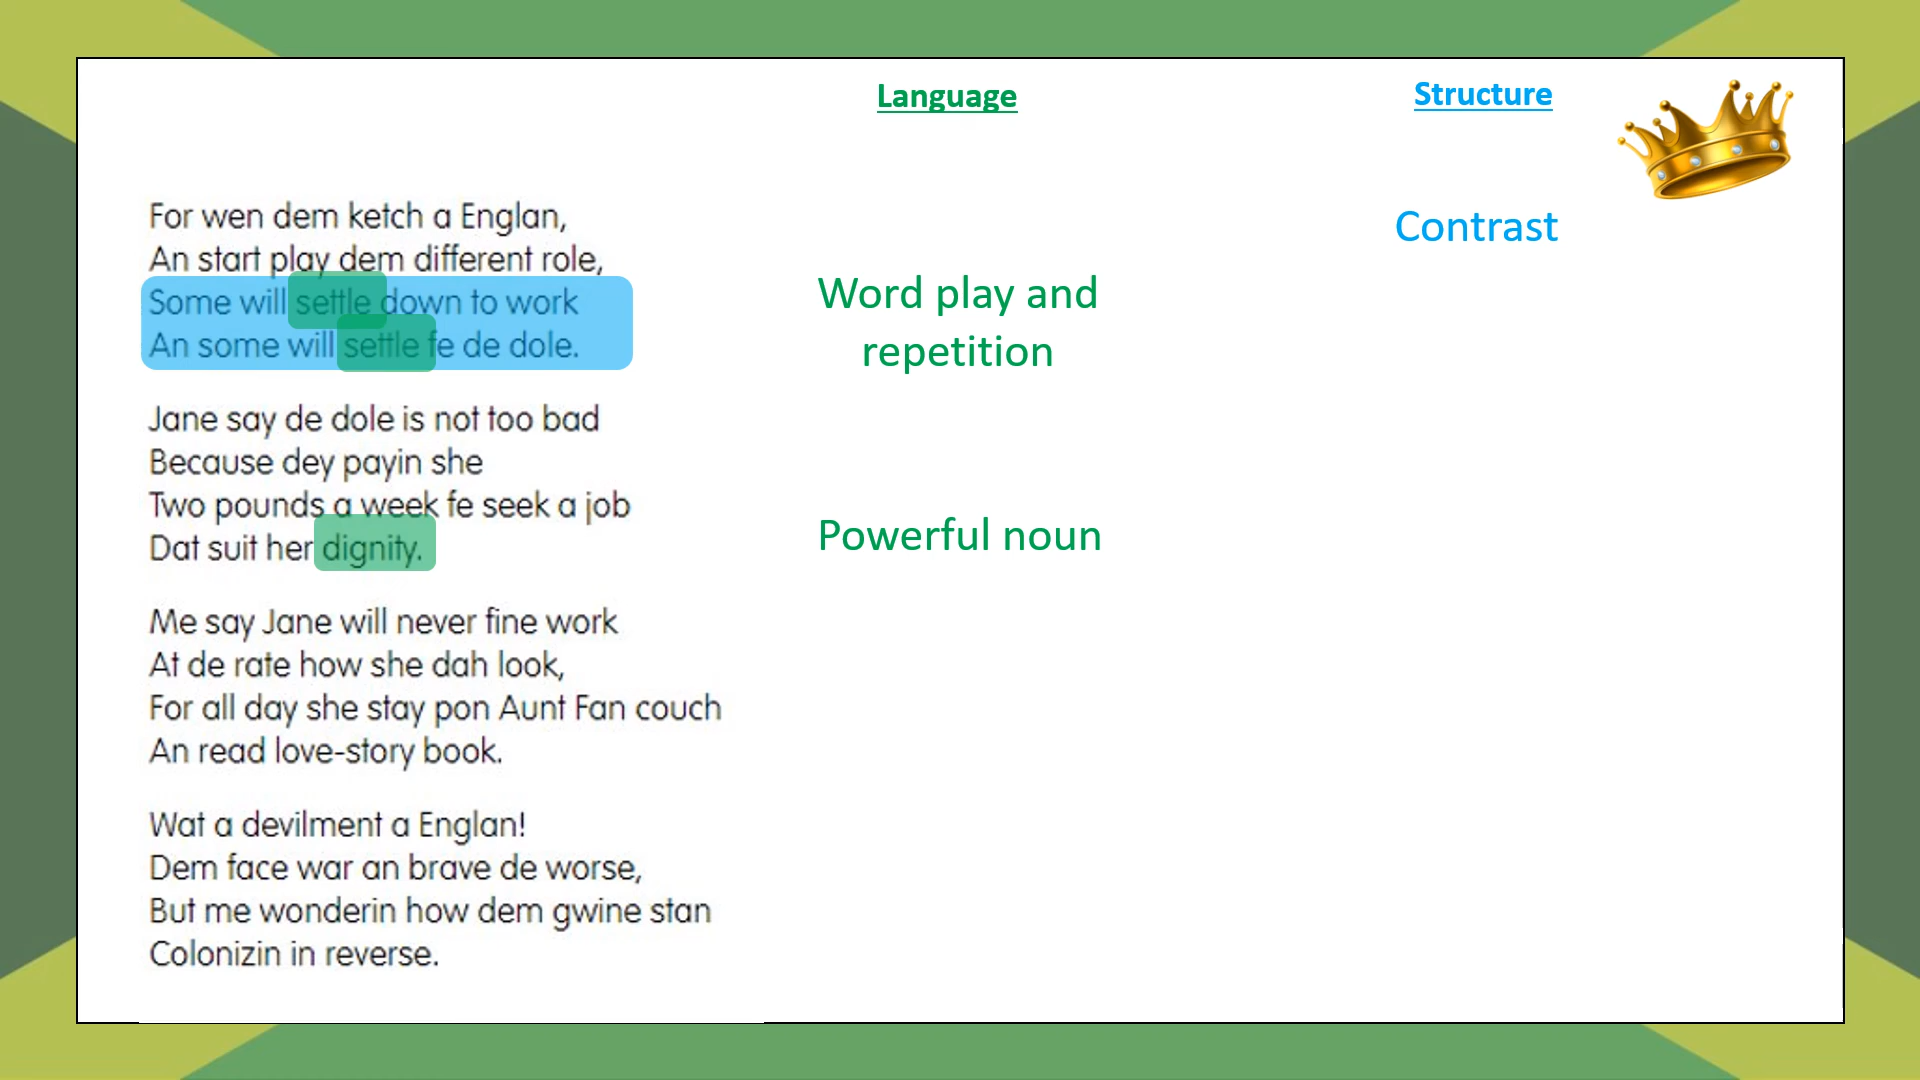 Language
Structure
For wen dem ketch a Englan,
An start play dem different role,
Some will settle down to work
An some will settle fe de dole.
Contrast
Word play and
repetition
Jane say de dole is not too bad
Because dey payin she
Two pounds a week fe seek a job
Dat suit her dignity.
Powerful noun
Me say Jane will never fine work
At de rate how she dah look,
For all day she stay pon Aunt Fan couch
An read love-story book.
Wat a devilment a Englan!
Dem face war an brave de worse,
But me wonderin how dem gwine stan
Colonizin in reverse.